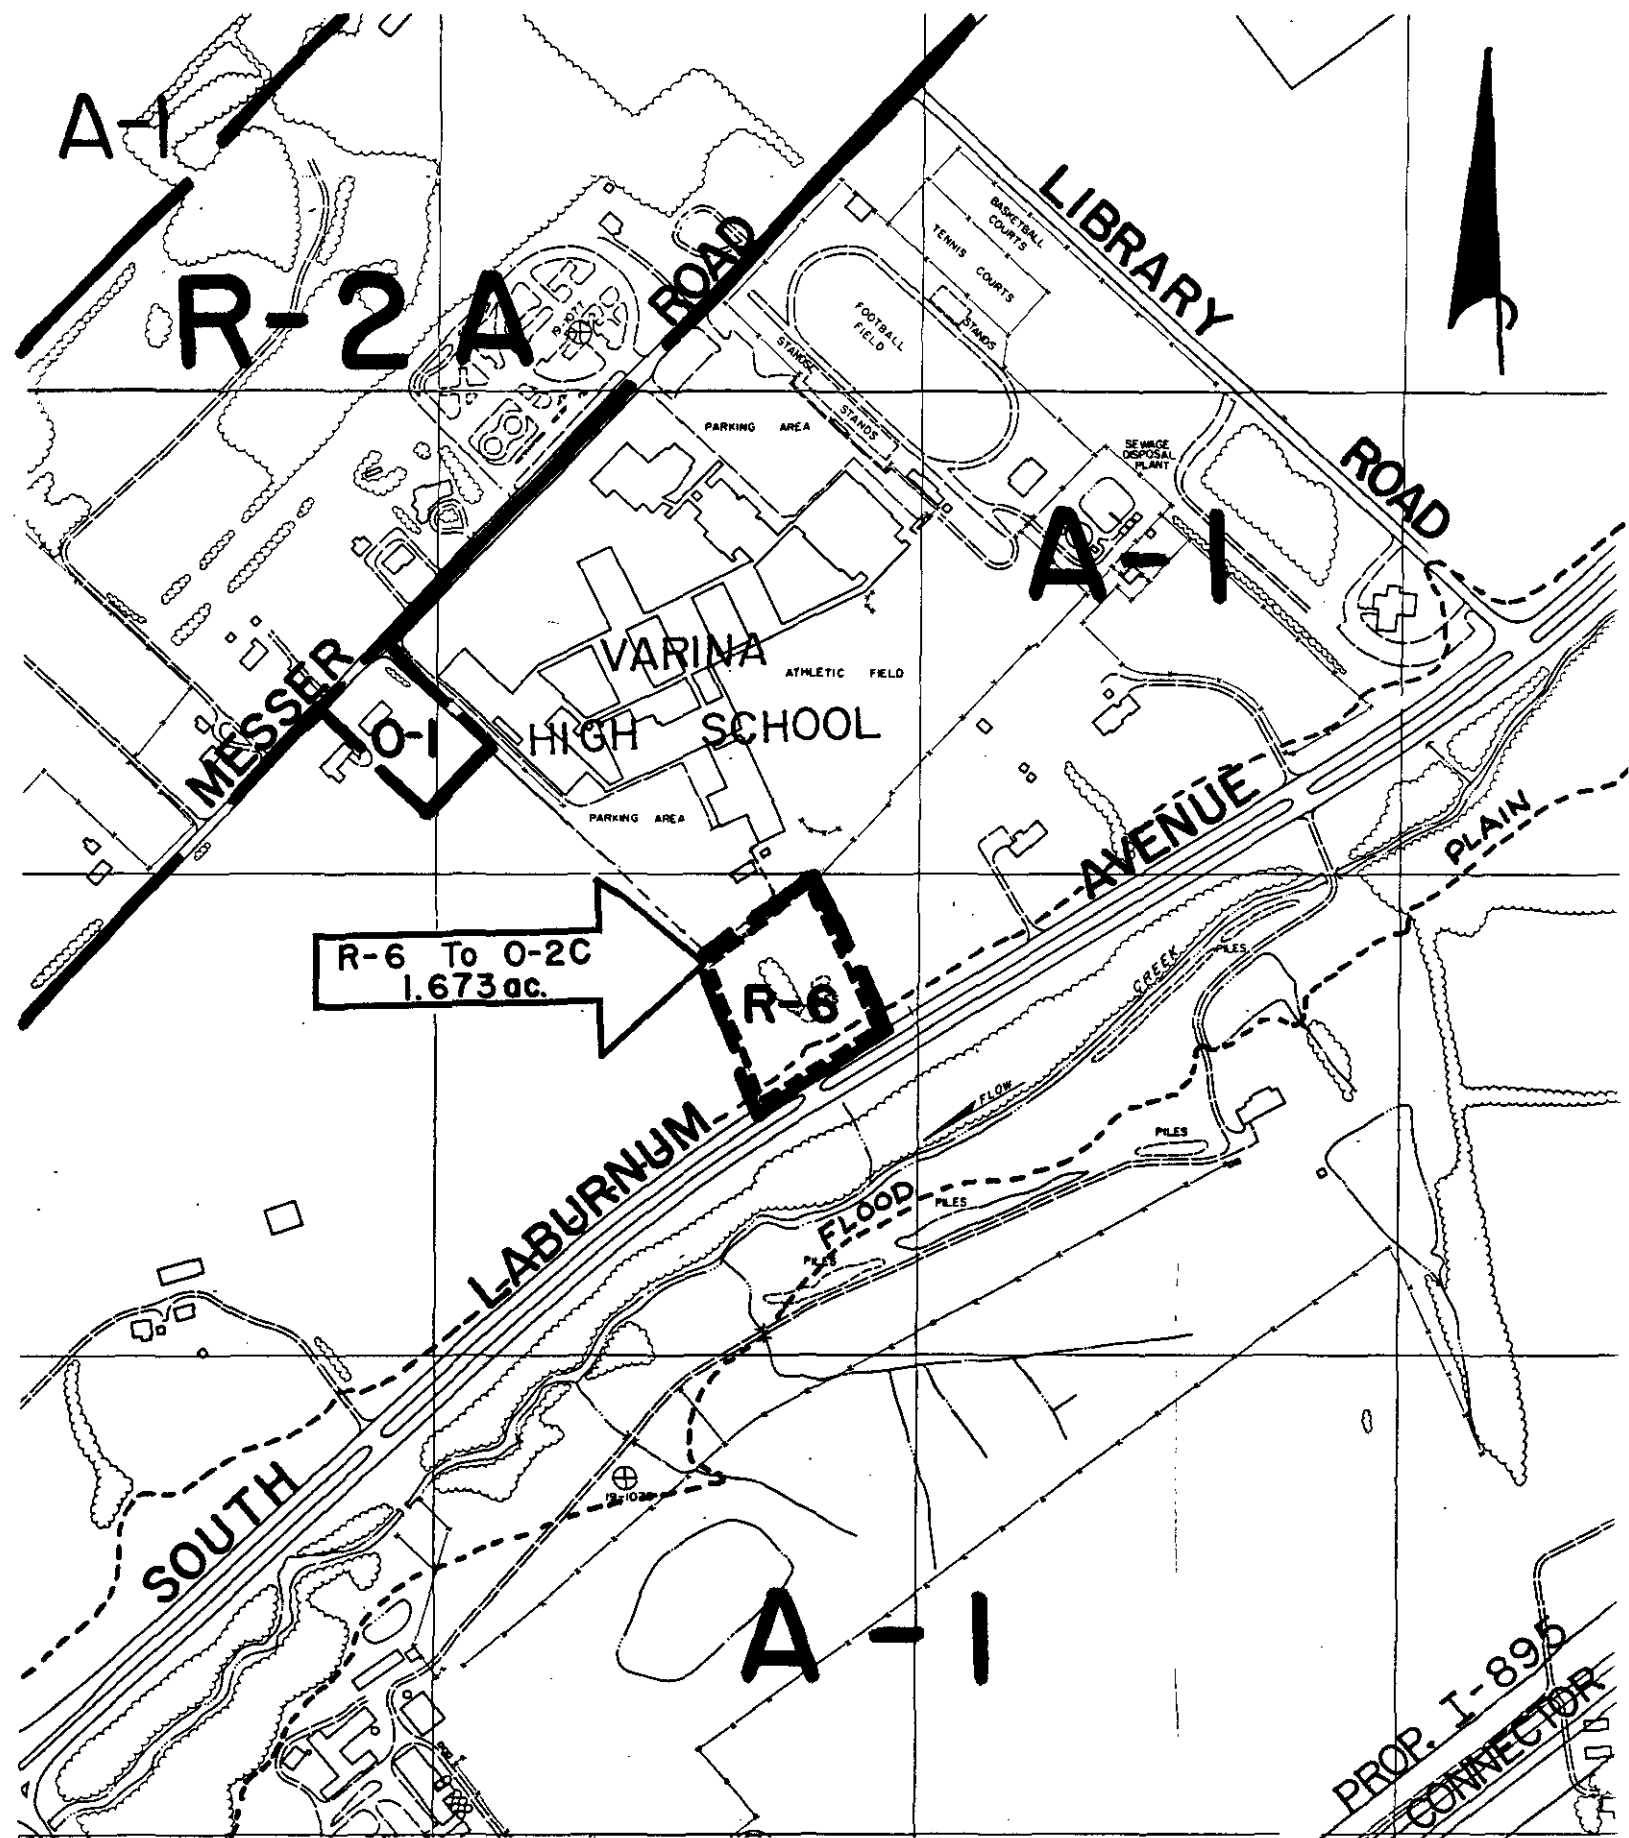 A-1
R-2A
LIBRARY
ROAD
MESSER
ROAD
BASKETBALL
COURTS
TENNIS COURTS
FOOTBALL
FIELD
STANDS
STANDS
STANDS
PARKING AREA
SEWAGE
DISPOSAL
PLANT
A-1
VARINA
HIGH SCHOOL
ATHLETIC FIELD
O-1
PARKING AREA
R-6 To O-2C
1.673 ac.
R-6
SOUTH
LABURNUM
AVENUE
FLOOD
PLAIN
CREEK
FLOW
PILES
PILES
PILES
PILES
A-1
PROP. I-895
CONNECTOR